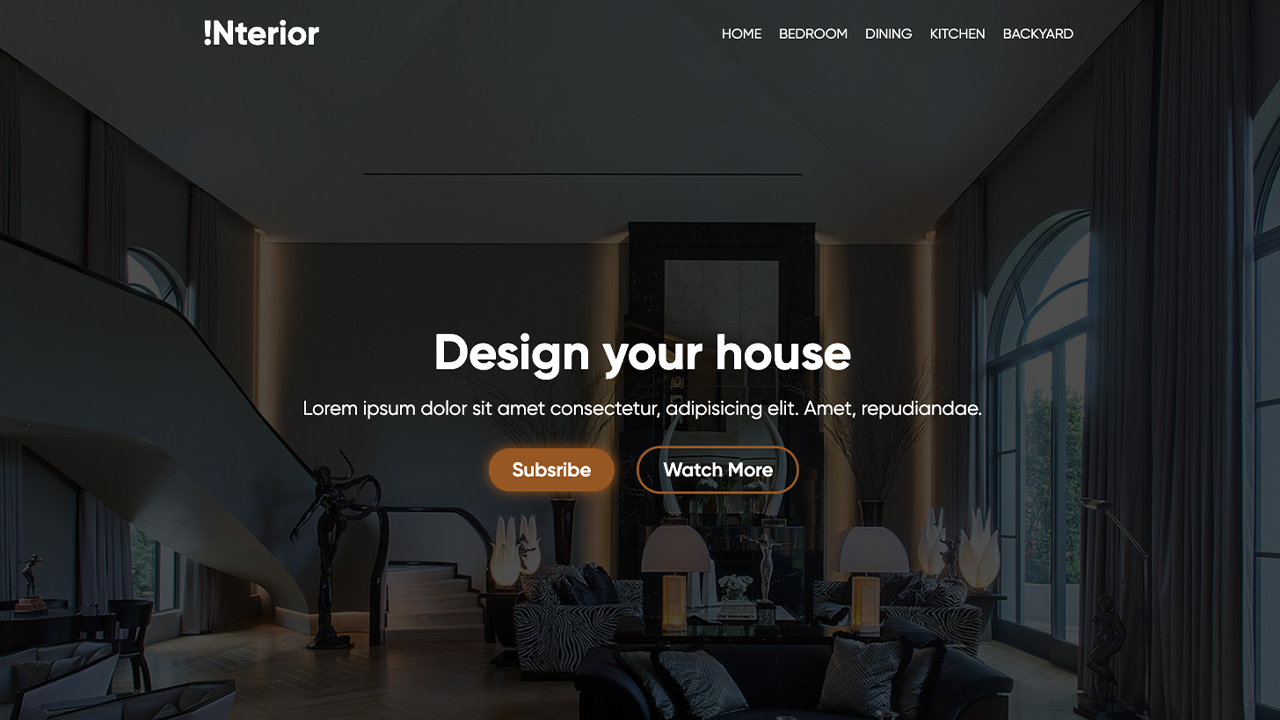 !Nterior
HOME BEDROOM DINING KITCHEN BACKYARD
Design your house
Lorem ipsum dolor sit amet consectetur, adipisicing elit. Amet, repudiandae.
Subsribe
Watch More